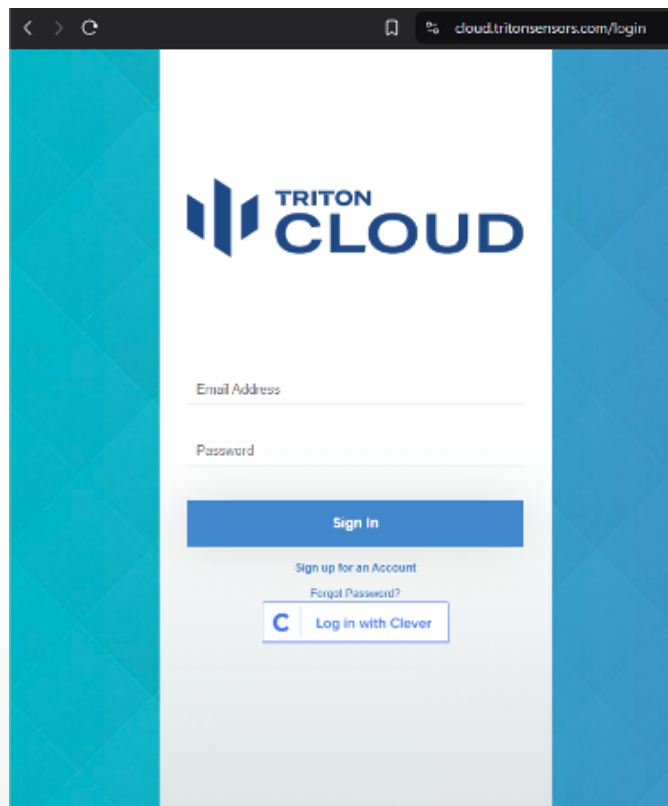 cloud.tritonsensors.com/login
TRITON
CLOUD
Email Address
Password
Sign In
Sign up for an Account
Forgot Password?
C Log in with Clever